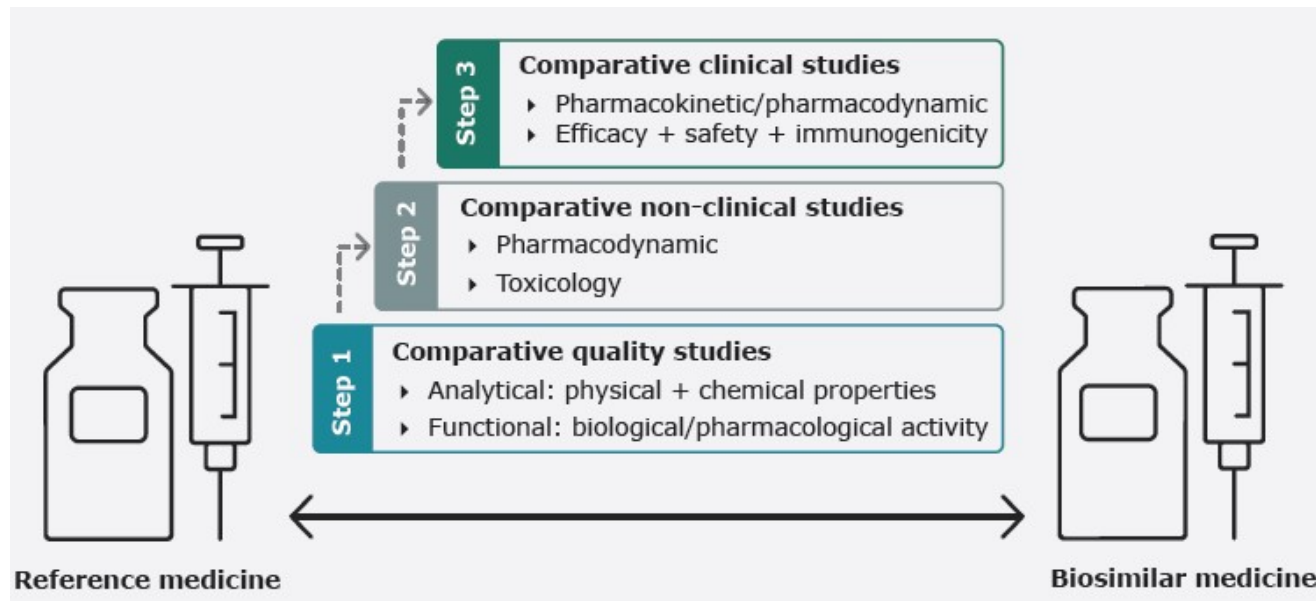 Step 3
Comparative clinical studies
‣ Pharmacokinetic/pharmacodynamic
‣ Efficacy + safety + immunogenicity
Step 2
Comparative non-clinical studies
‣ Pharmacodynamic
‣ Toxicology
Step 1
Comparative quality studies
‣ Analytical: physical + chemical properties
‣ Functional: biological/pharmacological activity
Reference medicine
Biosimilar medicine